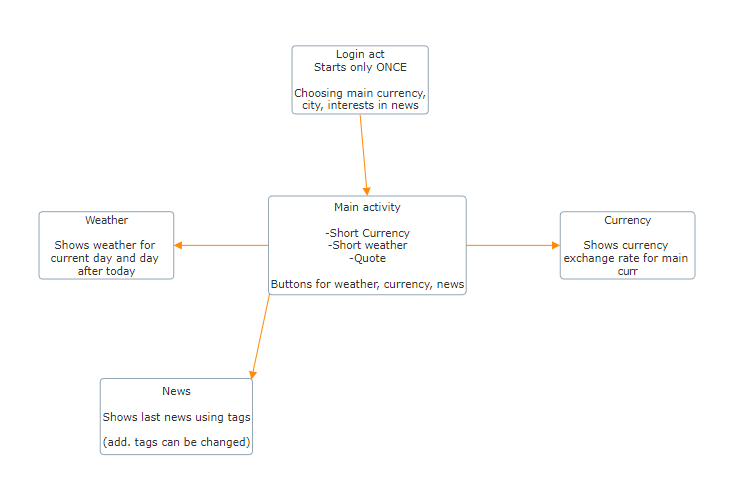 Login act
Starts only ONCE
Choosing main currency,
city, interests in news
Main activity
-Short Currency
-Short weather
-Quote
Buttons for weather, currency, news
Weather
Shows weather for
current day and day
after today
Currency
Shows currency
exchange rate for main
curr
News
Shows last news using tags
(add. tags can be changed)